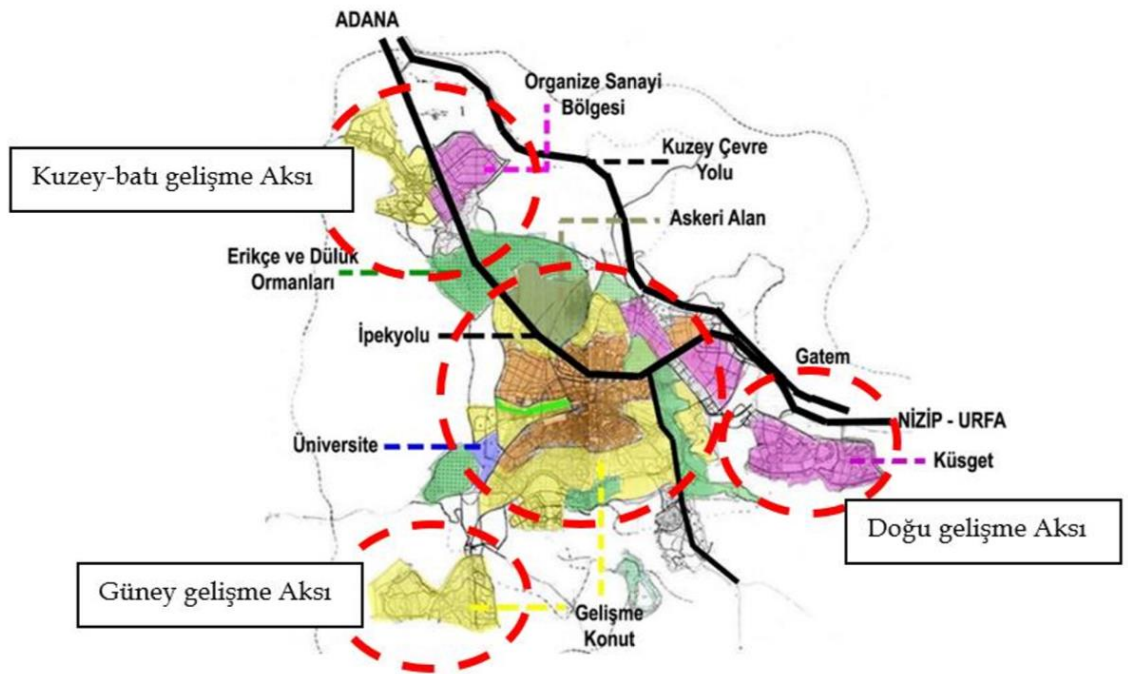 ADANA
Organize Sanayi
Bölgesi
Kuzey-batı gelişme Aksı
Kuzey Çevre
Yolu
Askeri Alan
Erikçe ve Dülük
Ormanları
İpekyolu
Gatem
NİZİP - URFA
Üniversite
Küsget
Doğu gelişme Aksı
Güney gelişme Aksı
Gelişme
Konut